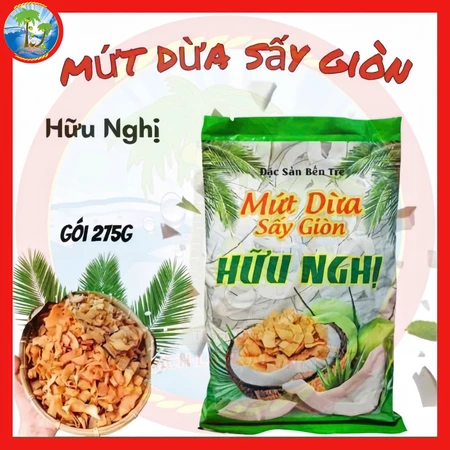 MỨT DỪA SẤY GIÒN
Hữu Nghị
GÓI 275G
Đặc Sản Bến Tre
Mứt Dừa
Sấy Giòn
HỮU NGHỊ